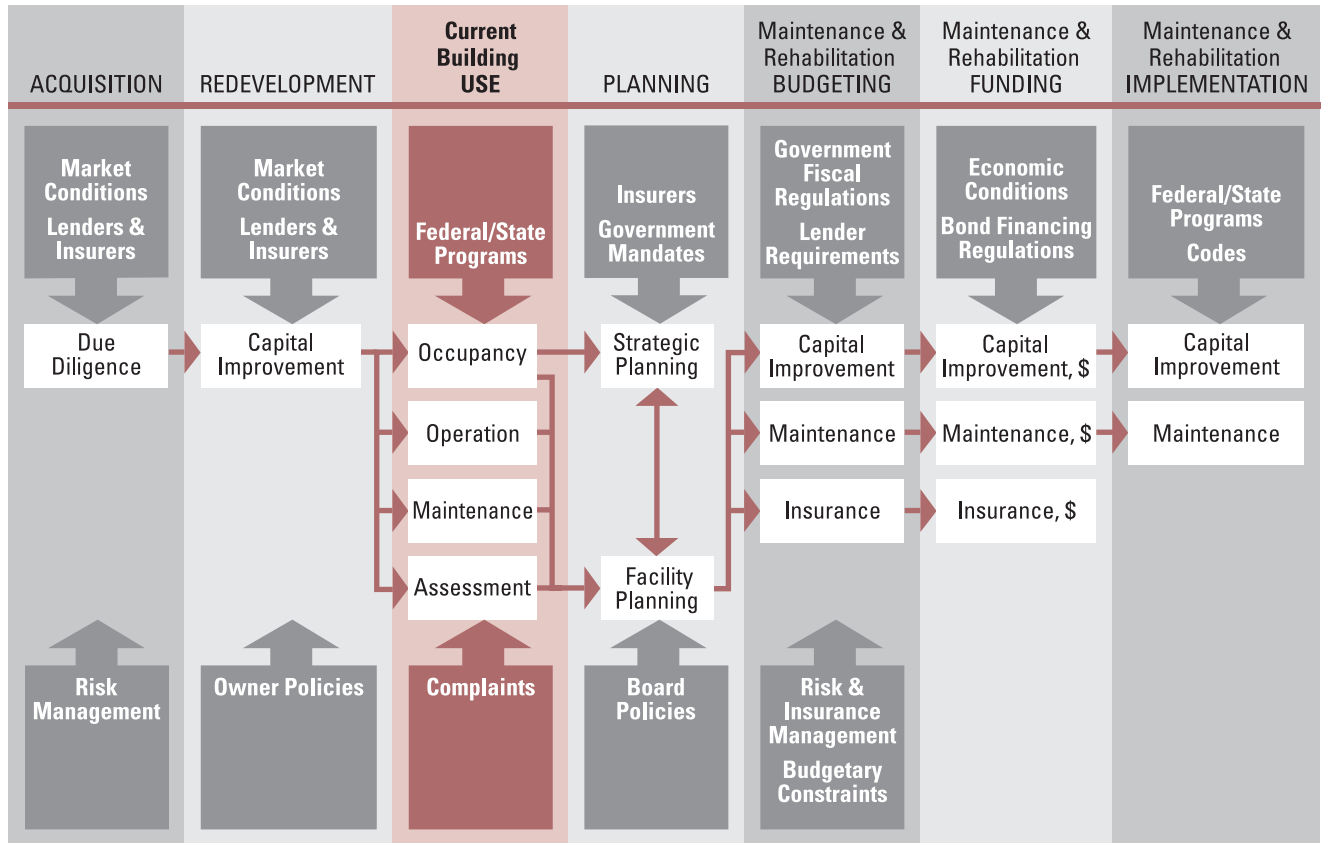 ACQUISITION
REDEVELOPMENT
Current
Building
USE
PLANNING
Maintenance &
Rehabilitation
BUDGETING
Maintenance &
Rehabilitation
FUNDING
Maintenance &
Rehabilitation
IMPLEMENTATION
Market
Conditions
Lenders &
Insurers
Market
Conditions
Lenders &
Insurers
Federal/State
Programs
Insurers
Government
Mandates
Government
Fiscal
Regulations
Lender
Requirements
Economic
Conditions
Bond Financing
Regulations
Federal/State
Programs
Codes
Due
Diligence
Capital
Improvement
Occupancy
Strategic
Planning
Capital
Improvement
Capital
Improvement, $
Capital
Improvement
Operation
Maintenance
Maintenance, $
Maintenance
Maintenance
Insurance
Insurance, $
Assessment
Facility
Planning
Risk
Management
Owner Policies
Complaints
Board
Policies
Risk &
Insurance
Management
Budgetary
Constraints